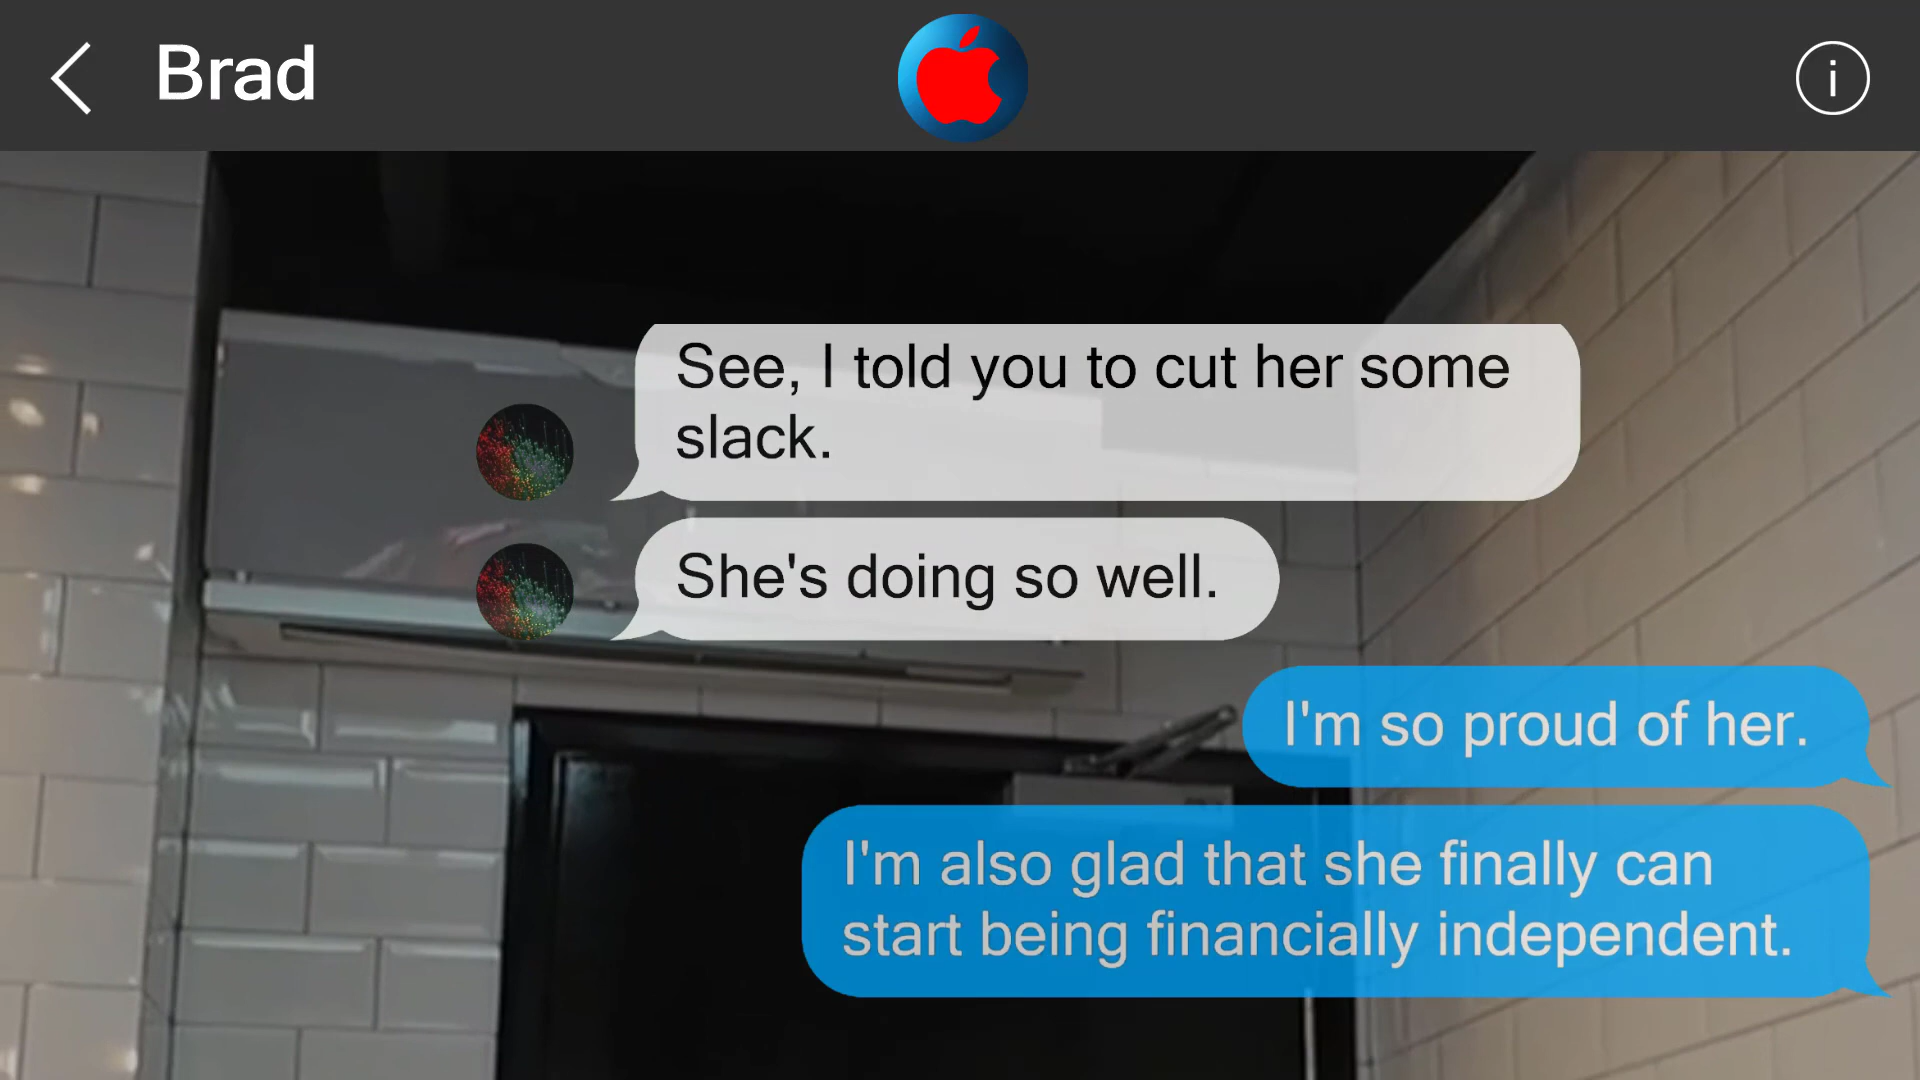 Brad
i
See, I told you to cut her some
slack.
She's doing so well.
I'm so proud of her.
I'm also glad that she finally can
start being financially independent.